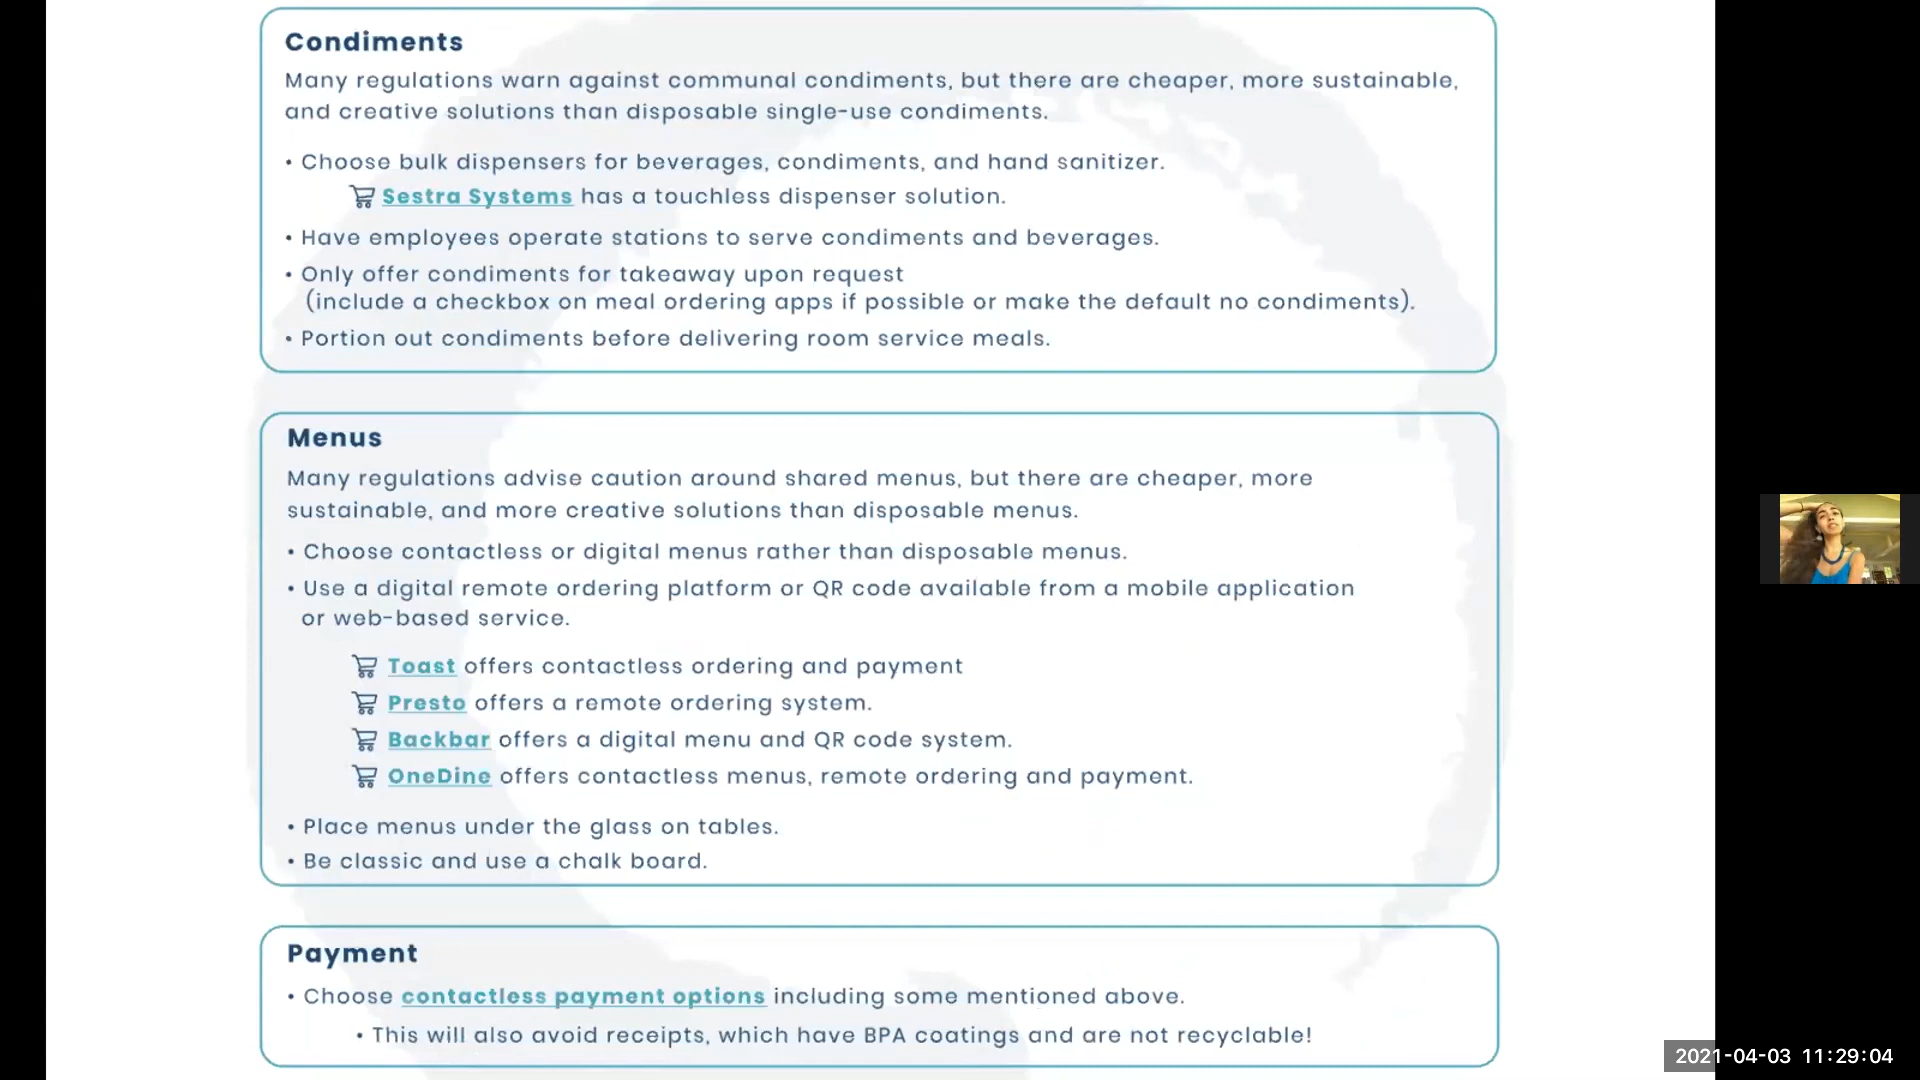 Condiments
Many regulations warn against communal condiments, but there are cheaper, more sustainable,
and creative solutions than disposable single-use condiments.
• Choose bulk dispensers for beverages, condiments, and hand sanitizer.
Sestra Systems has a touchless dispenser solution.
• Have employees operate stations to serve condiments and beverages.
• Only offer condiments for takeaway upon request
(include a checkbox on meal ordering apps if possible or make the default no condiments).
• Portion out condiments before delivering room service meals.
Menus
Many regulations advise caution around shared menus, but there are cheaper, more
sustainable, and more creative solutions than disposable menus.
• Choose contactless or digital menus rather than disposable menus.
• Use a digital remote ordering platform or QR code available from a mobile application
or web-based service.
Toast offers contactless ordering and payment
Presto offers a remote ordering system.
Backbar offers a digital menu and QR code system.
OneDine offers contactless menus, remote ordering and payment.
• Place menus under the glass on tables.
• Be classic and use a chalk board.
Payment
• Choose contactless payment options including some mentioned above.
• This will also avoid receipts, which have BPA coatings and are not recyclable!
2021-04-03 11:29:04